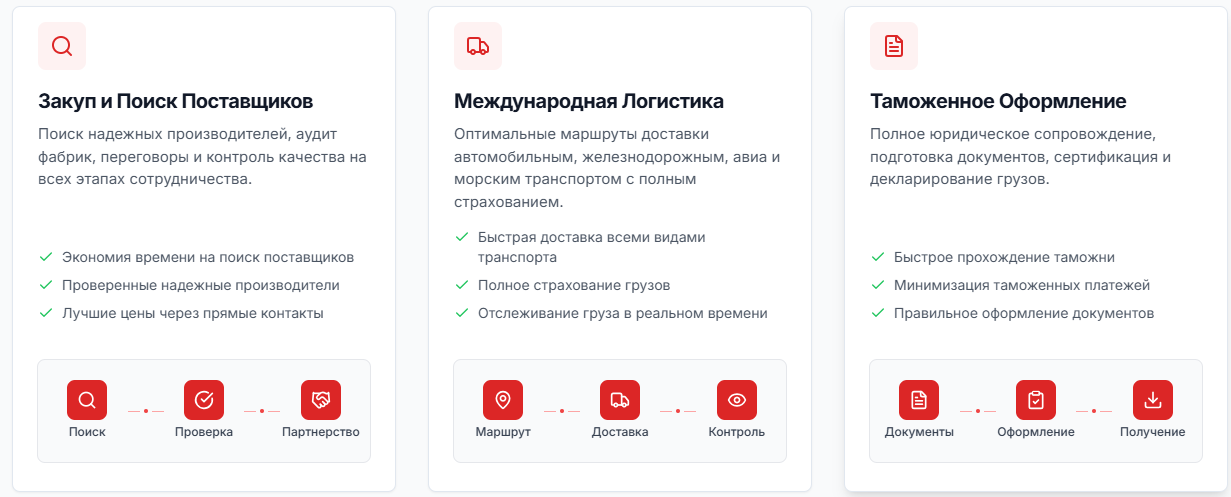 Закуп и Поиск Поставщиков
Поиск надежных производителей, аудит
фабрик, переговоры и контроль качества на
всех этапах сотрудничества.
Экономия времени на поиск поставщиков
Проверенные надежные производители
Лучшие цены через прямые контакты
Поиск
Проверка
Партнерство
Международная Логистика
Оптимальные маршруты доставки
автомобильным, железнодорожным, авиа и
морским транспортом с полным
страхованием.
Быстрая доставка всеми видами
транспорта
Полное страхование грузов
Отслеживание груза в реальном времени
Маршрут
Доставка
Контроль
Таможенное Оформление
Полное юридическое сопровождение,
подготовка документов, сертификация и
декларирование грузов.
Быстрое прохождение таможни
Минимизация таможенных платежей
Правильное оформление документов
Документы
Оформление
Получение